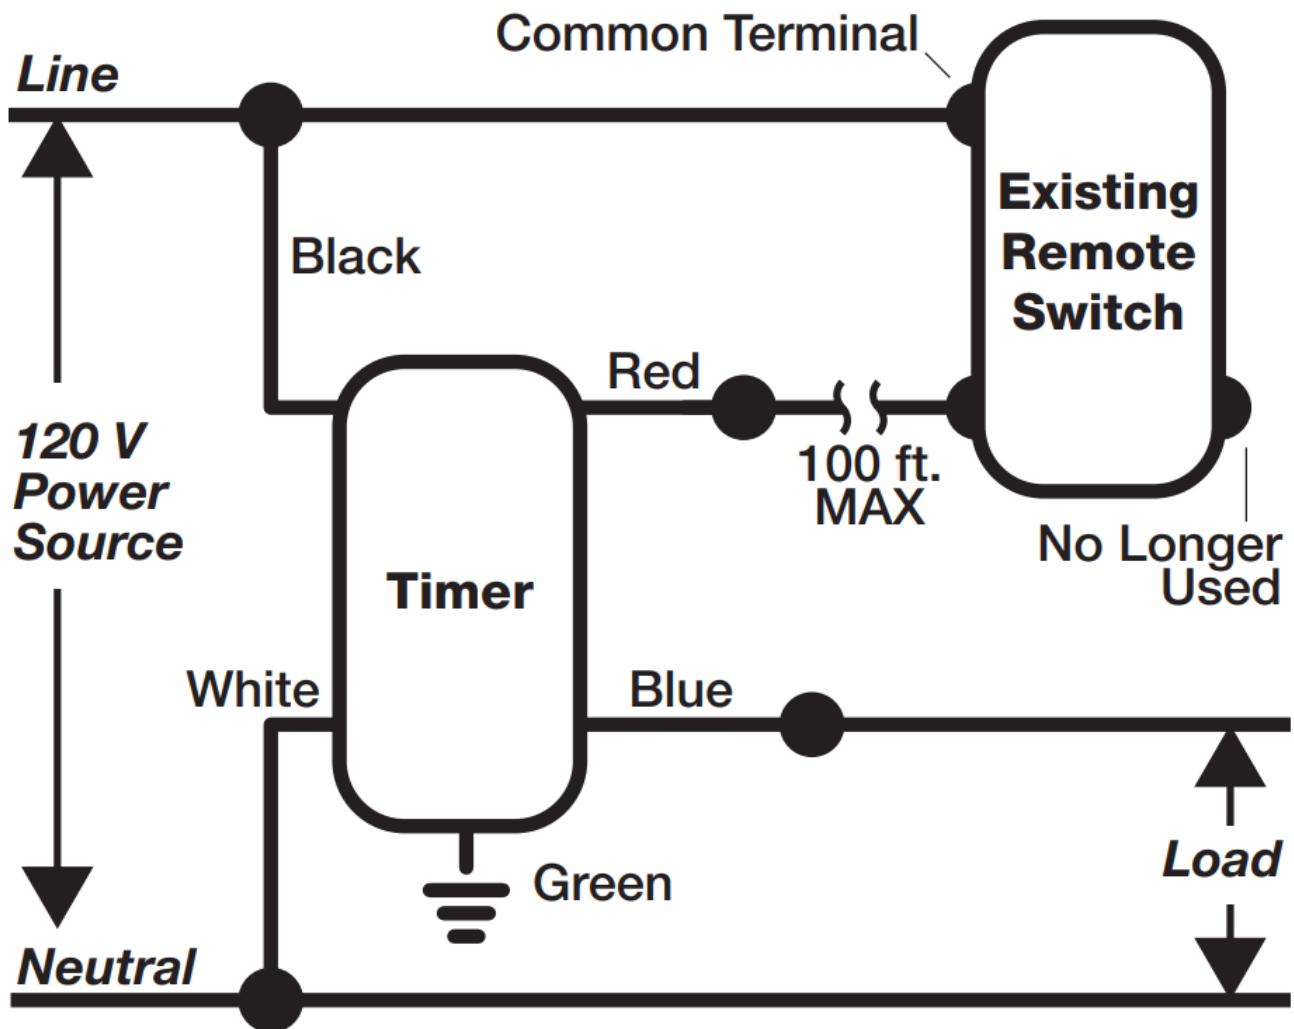 Common Terminal
Line
Existing
Remote
Switch
Black
Red
120 V
Power
Source
100 ft.
MAX
No Longer
Used
Timer
White
Blue
Load
Green
Neutral